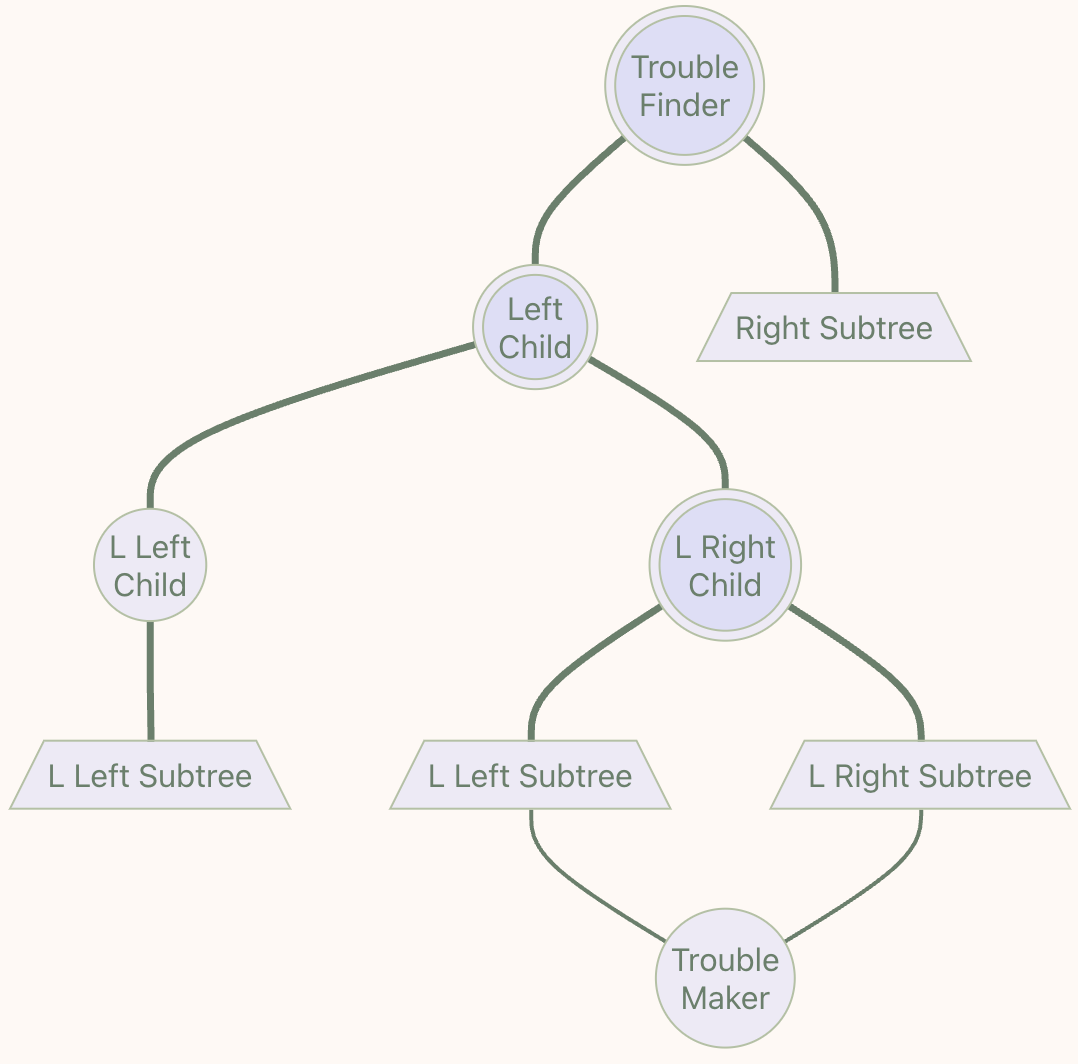 Trouble
Finder
Left
Child
Right Subtree
L Left
Child
L Right
Child
L Left Subtree
L Left Subtree
L Right Subtree
Trouble
Maker